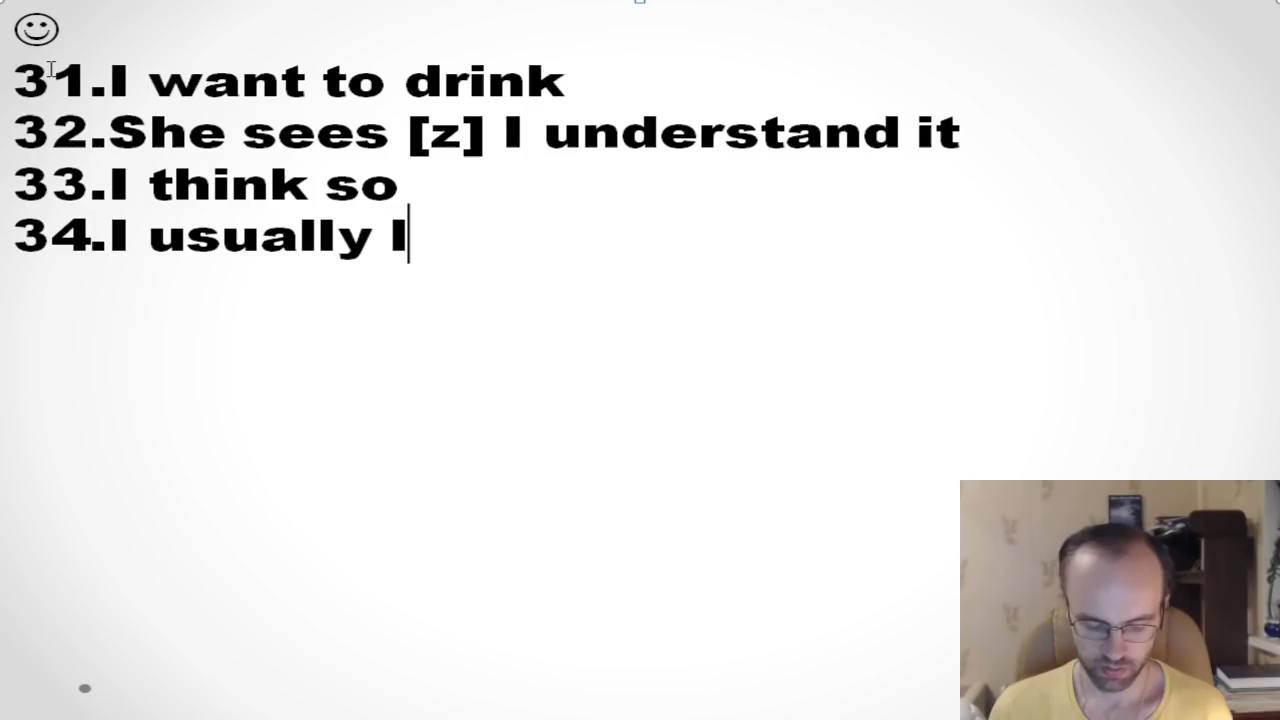 31.I want to drink
32.She sees [z] I understand it
33.I think so
34.I usually l